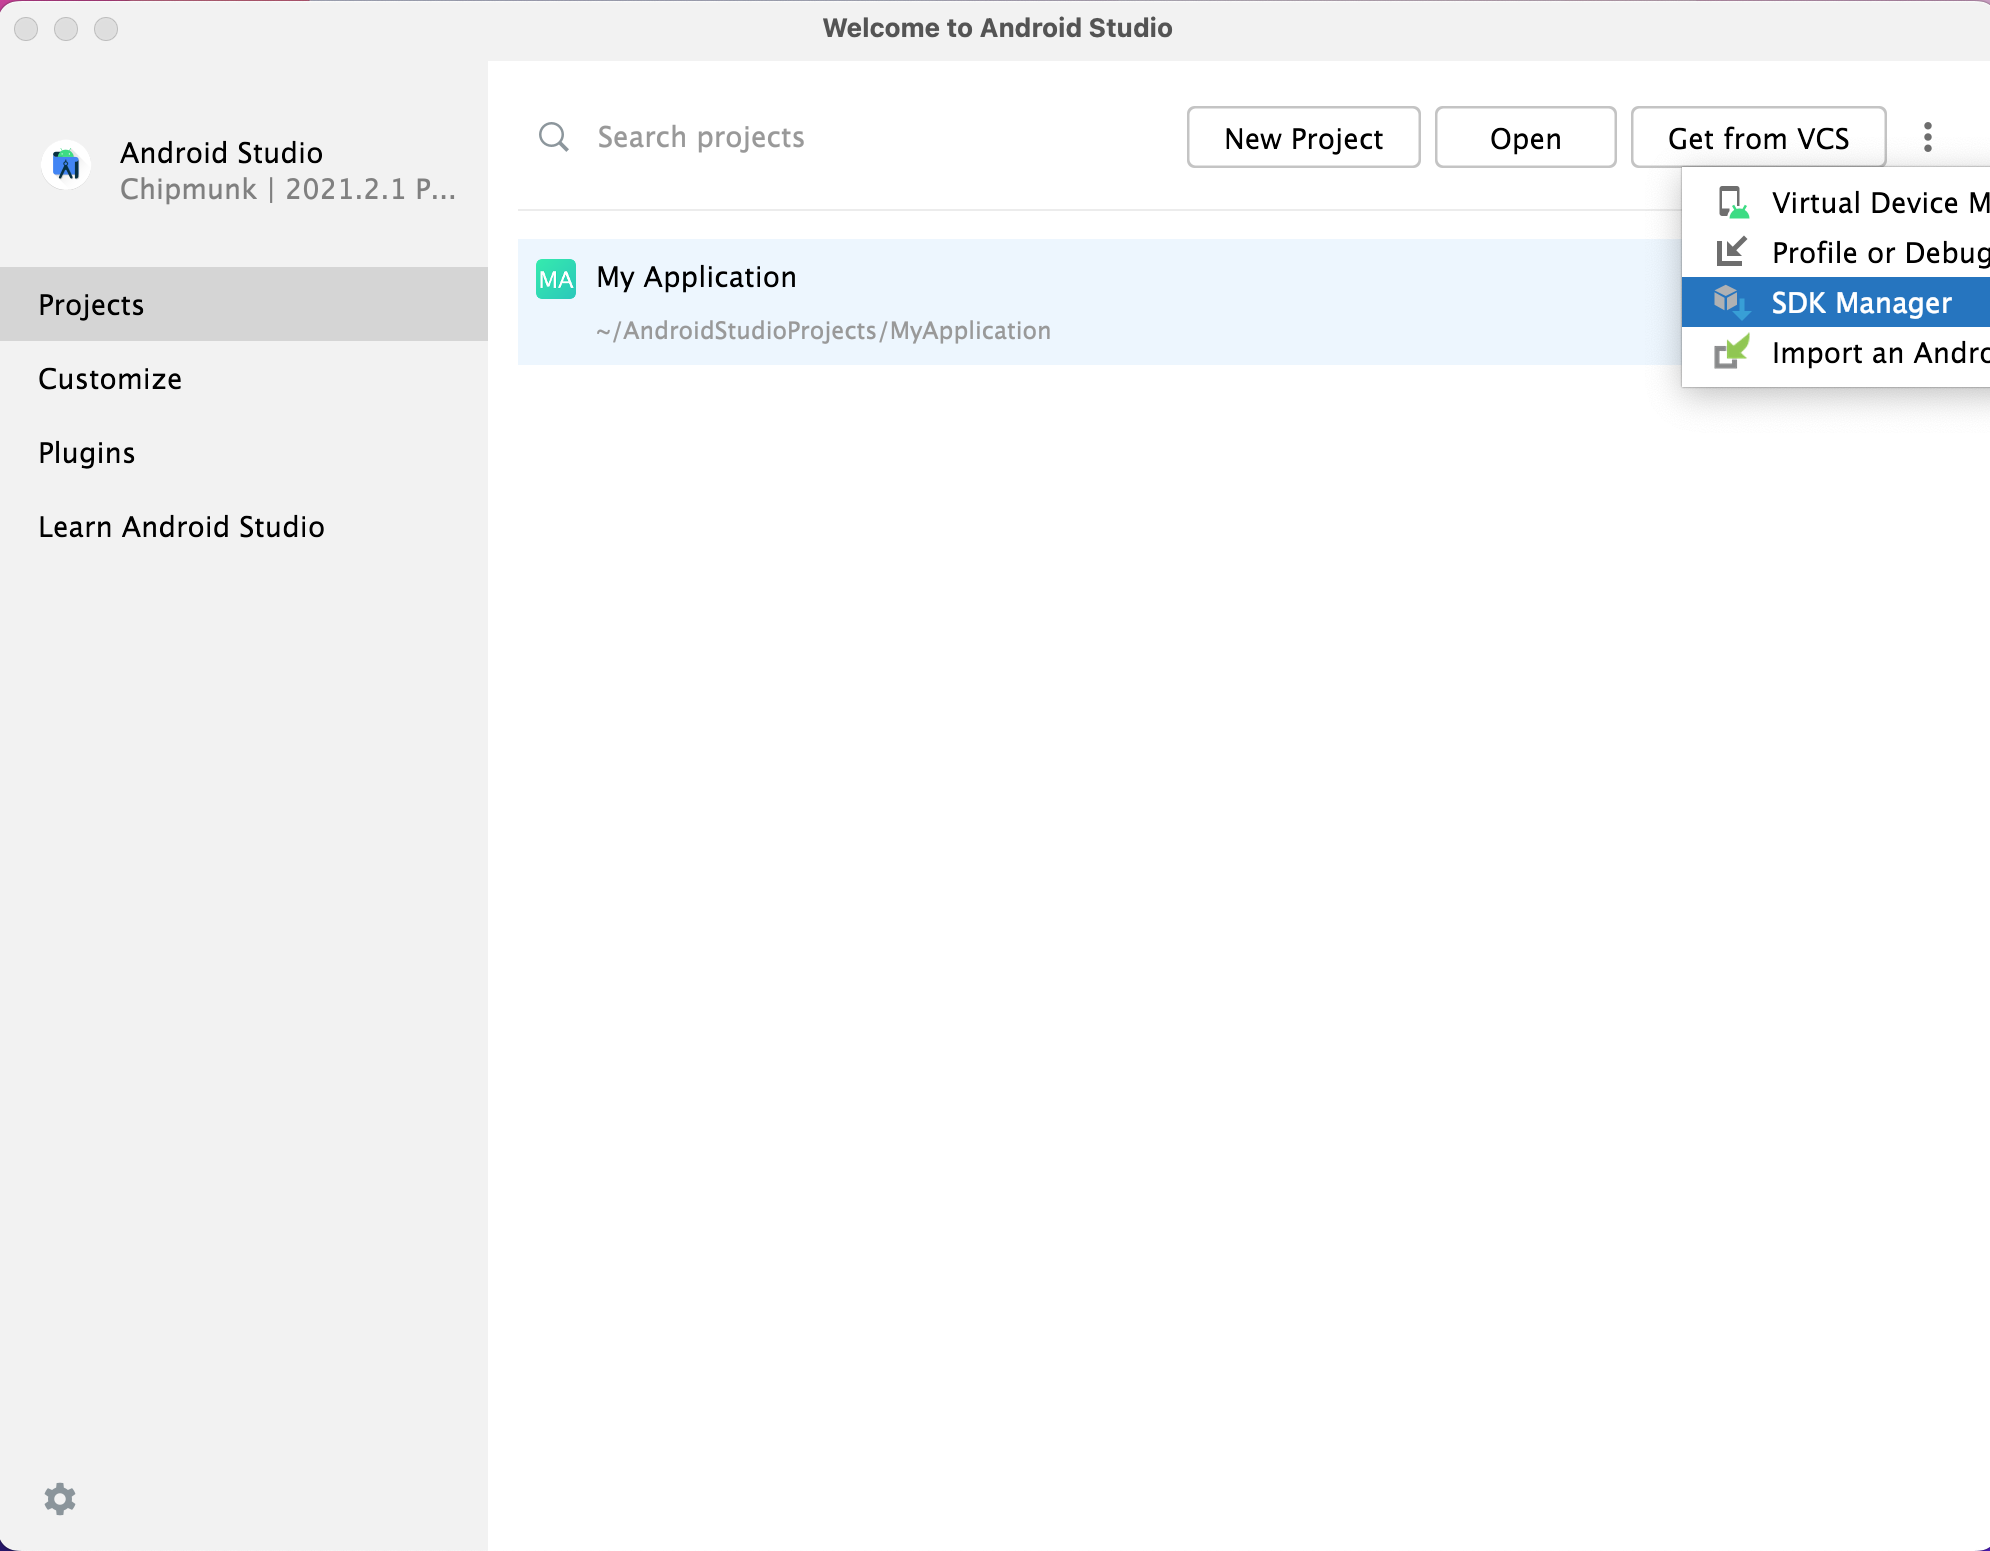 Welcome to Android Studio
Android Studio
Chipmunk | 2021.2.1 P...
Projects
Customize
Plugins
Learn Android Studio
Search projects
New Project
Open
Get from VCS
Virtual Device M
Profile or Debug
SDK Manager
Import an Andro
MA
My Application
~/AndroidStudioProjects/MyApplication